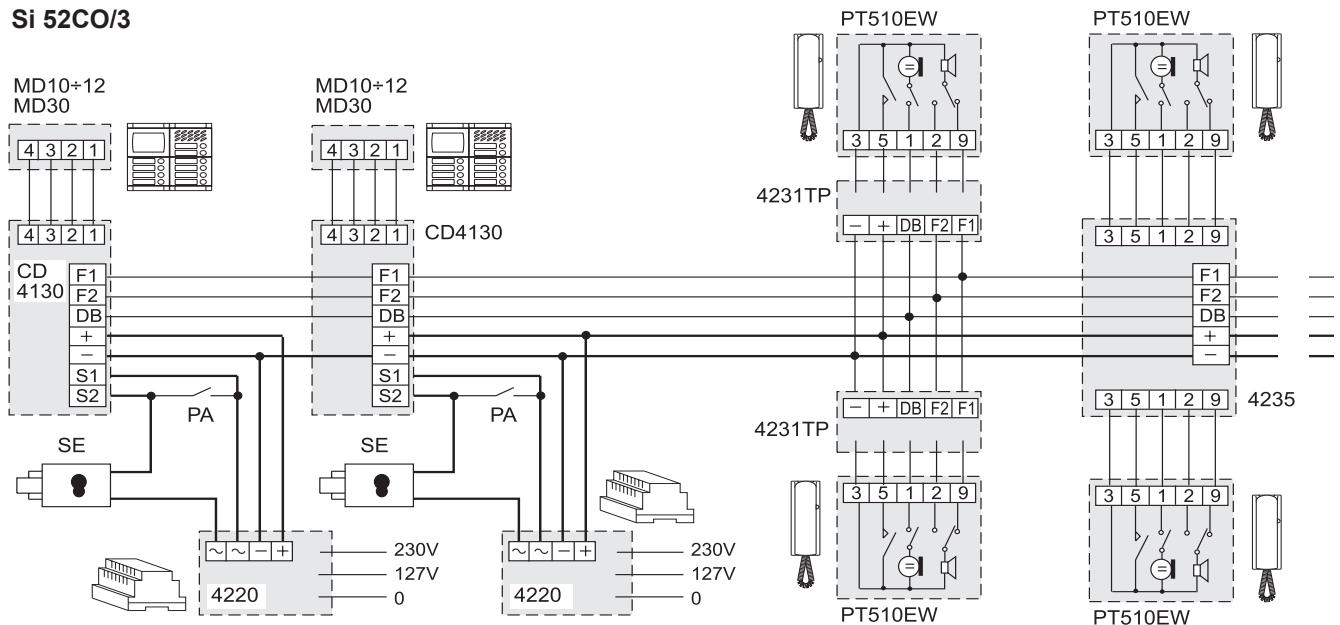 Si 52CO/3
PT510EW
PT510EW
MD10÷12
MD30
MD10÷12
MD30
4 3 2 1
4 3 2 1
3 5 1 2 9
3 5 1 2 9
4231TP
4 3 2 1
4 3 2 1
CD4130
− + DB F2 F1
3 5 1 2 9
CD
4130
F1
F2
DB
+
−
S1
S2
F1
F2
DB
+
−
S1
S2
F1
F2
DB
+
−
PA
PA
− + DB F2 F1
3 5 1 2 9
4235
4231TP
SE
SE
3 5 1 2 9
3 5 1 2 9
~ ~ − +
230V
127V
0
4220
~ ~ − +
230V
127V
0
4220
PT510EW
PT510EW